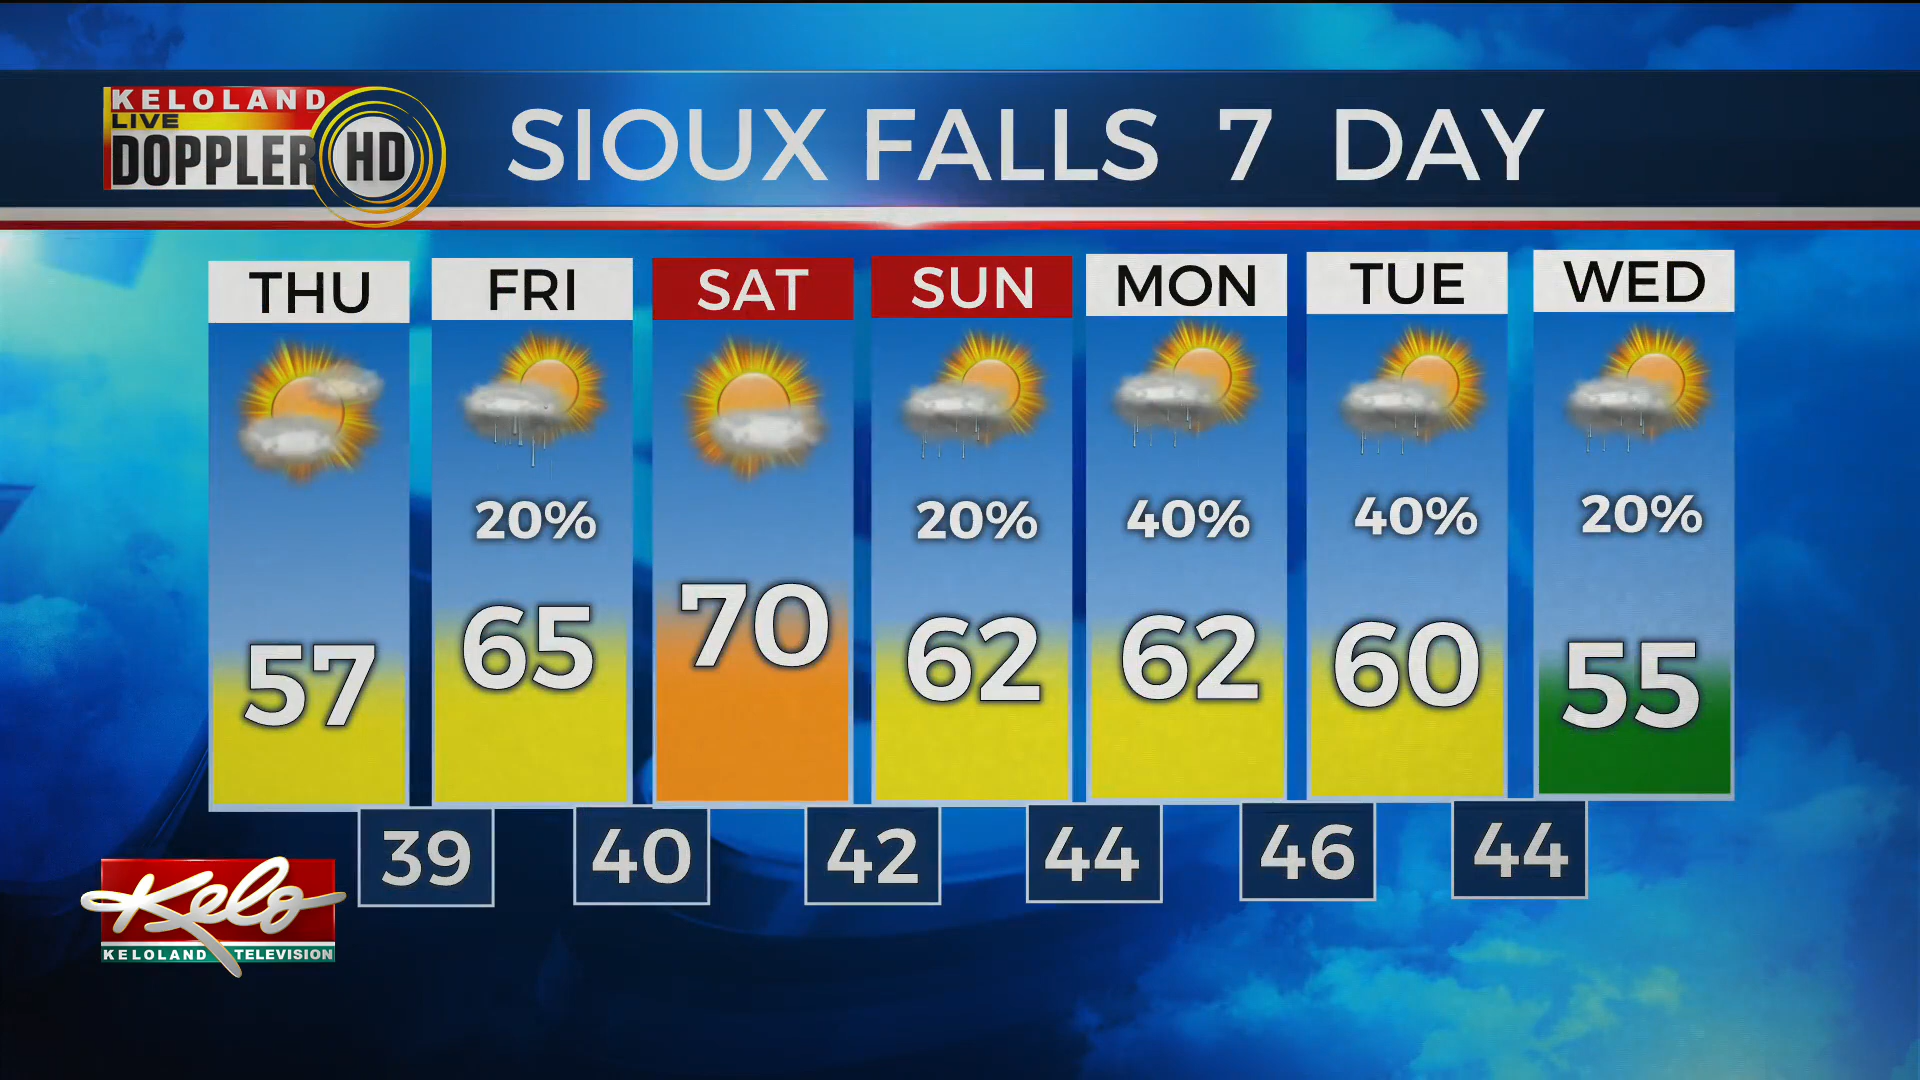 KELOLAND
LIVE
DOPPLER HD
SIOUX FALLS 7 DAY
THU FRI SAT SUN MON TUE WED
20% 20% 40% 40% 20%
57 65 70 62 62 60 55
39 40 42 44 46 44
Kelo
KELOLAND TELEVISION